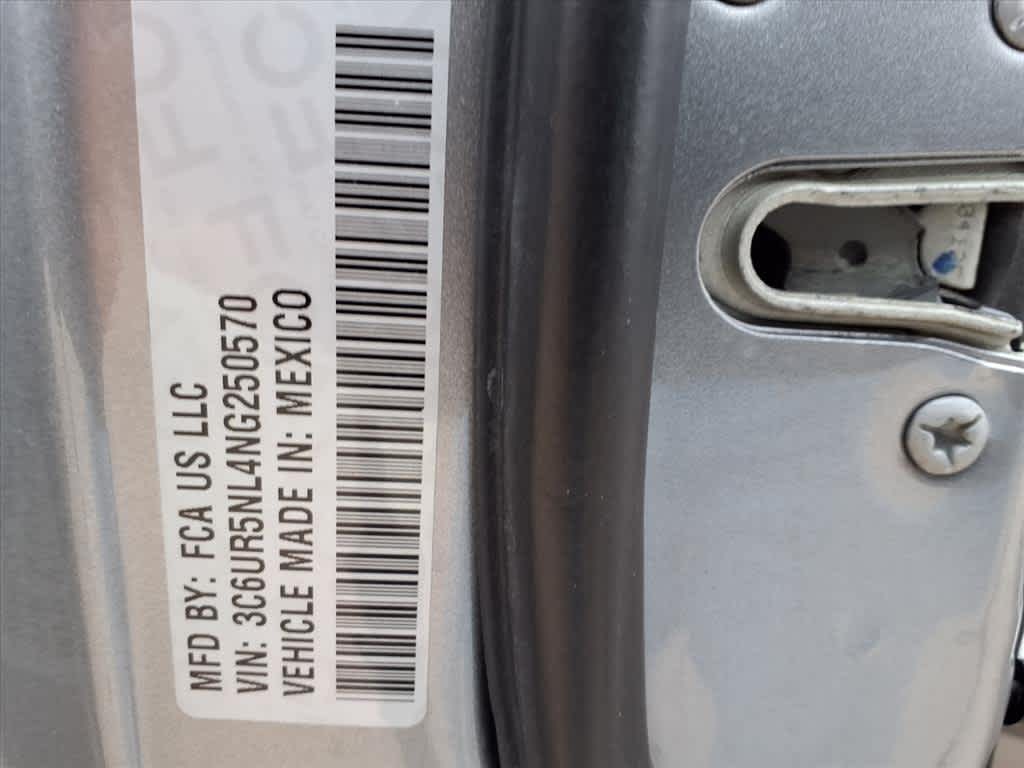 MFD BY: FCA US LLC
VIN: 3C6UR5NL4NG250570
VEHICLE MADE IN: MEXICO